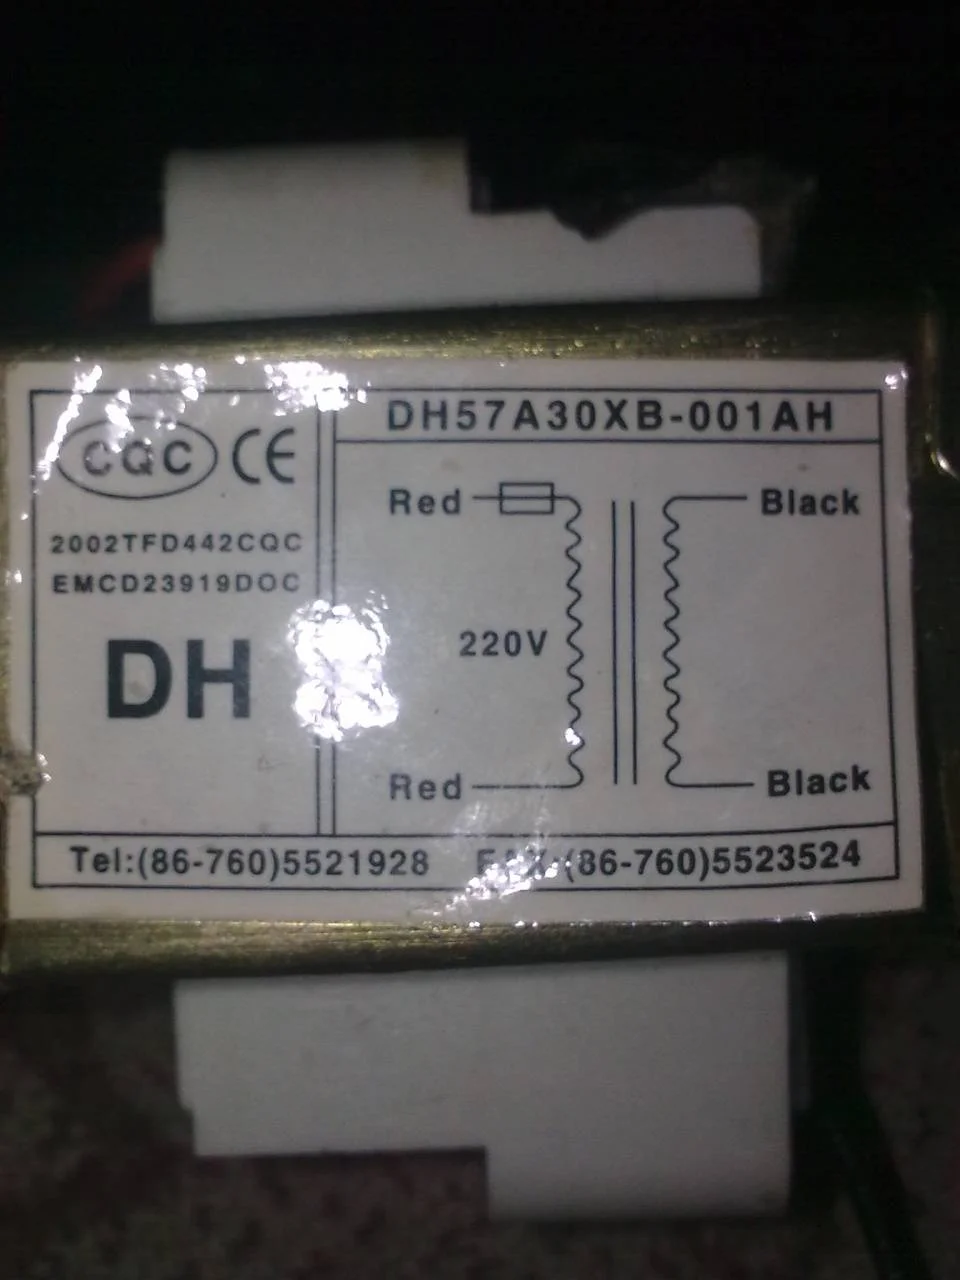 CQC CE
2002TFD442CQC
EMCD23919DOC
DH
DH57A30XB-001AH
Red
Black
220V
Red
Black
Tel:(86-760)5521928 FAX:(86-760)5523524